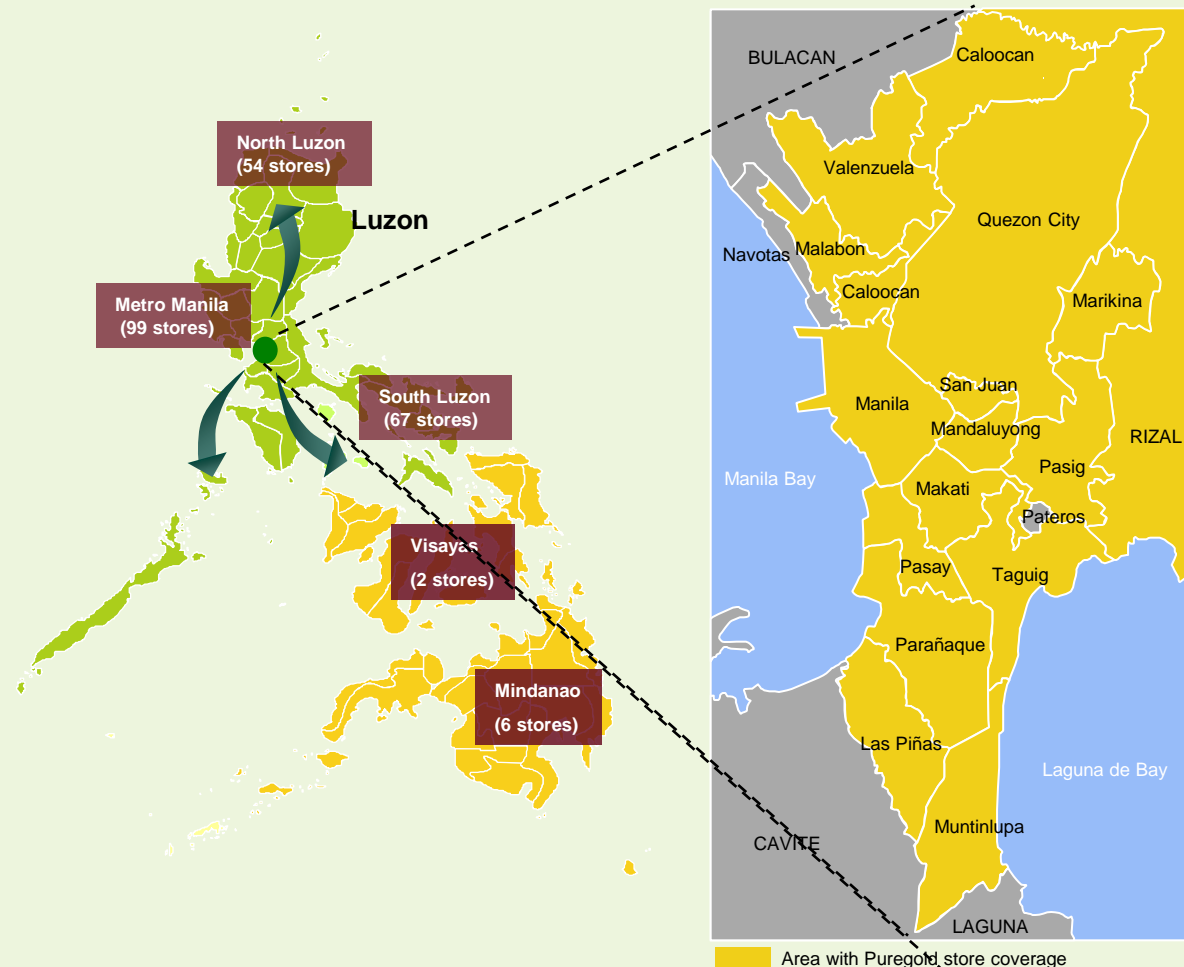 North Luzon
(54 stores)
Luzon
Metro Manila
(99 stores)
South Luzon
(67 stores)
Visayas
(2 stores)
Mindanao
(6 stores)
BULACAN
Caloocan
Valenzuela
Quezon City
Navotas
Malabon
Caloocan
Marikina
San Juan
Manila
Mandaluyong
RIZAL
Pasig
Manila Bay
Makati
Pateros
Pasay
Taguig
Parañaque
Las Piñas
Laguna de Bay
Muntinlupa
CAVITE
LAGUNA
Area with Puregold store coverage